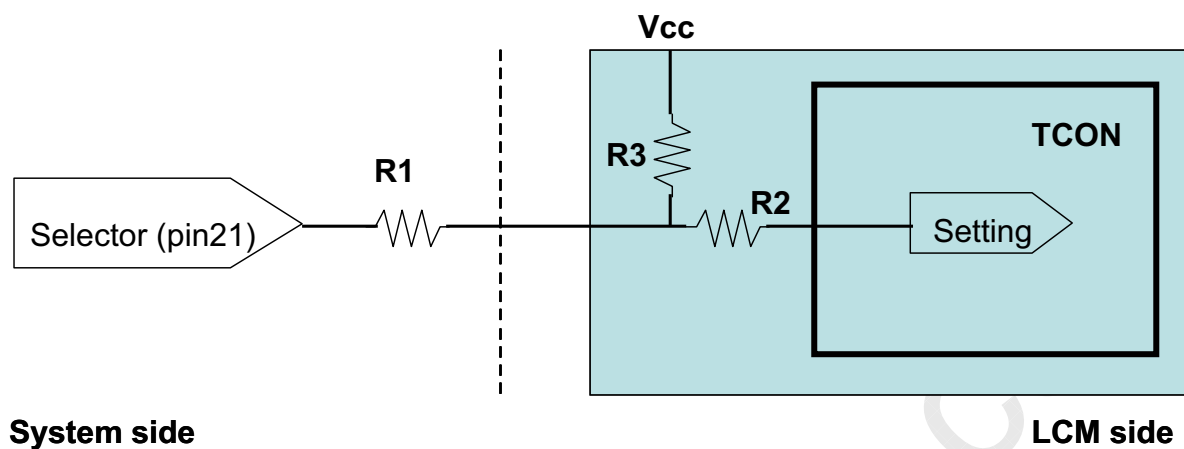 Vcc
TCON
R3
R1
R2
Selector (pin21)
Setting
System side
LCM side